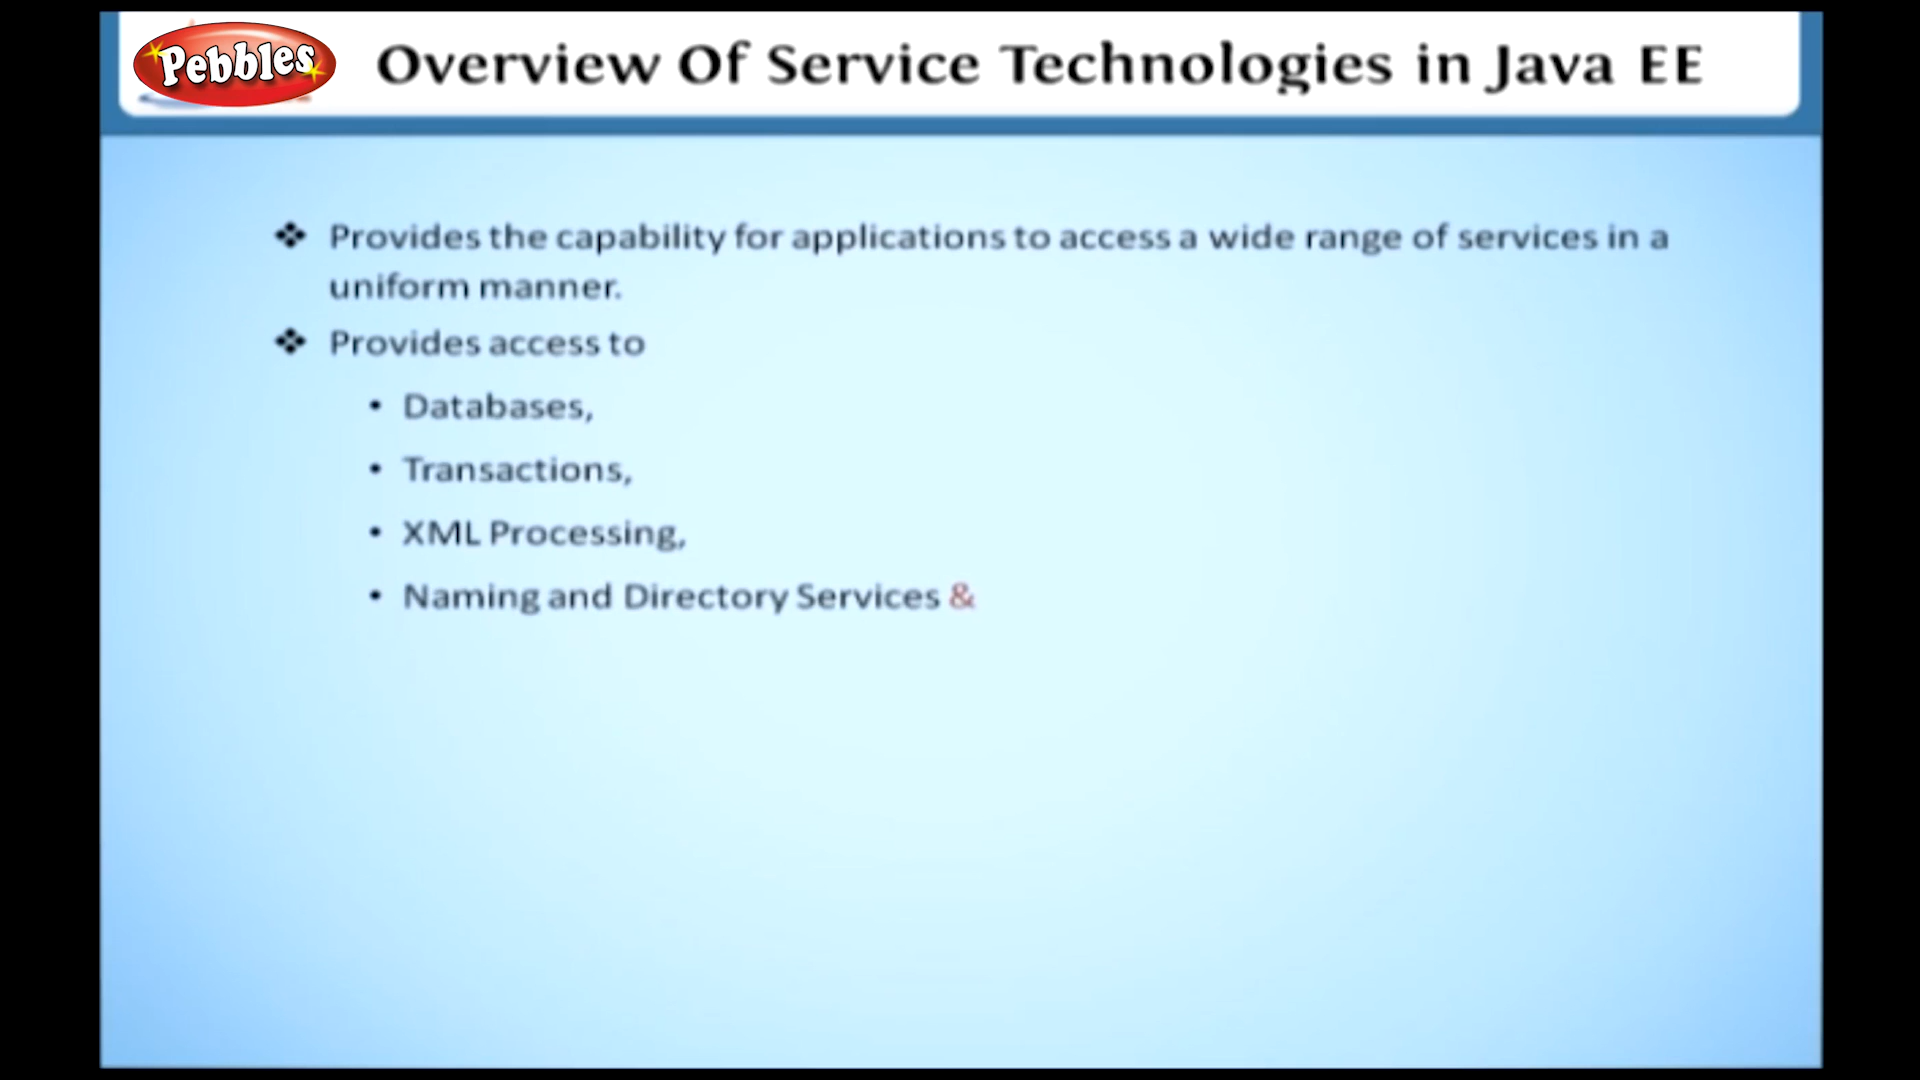 Pebbles
Overview Of Service Technologies in Java EE
❖ Provides the capability for applications to access a wide range of services in a
uniform manner.
❖ Provides access to
• Databases,
• Transactions,
• XML Processing,
• Naming and Directory Services &